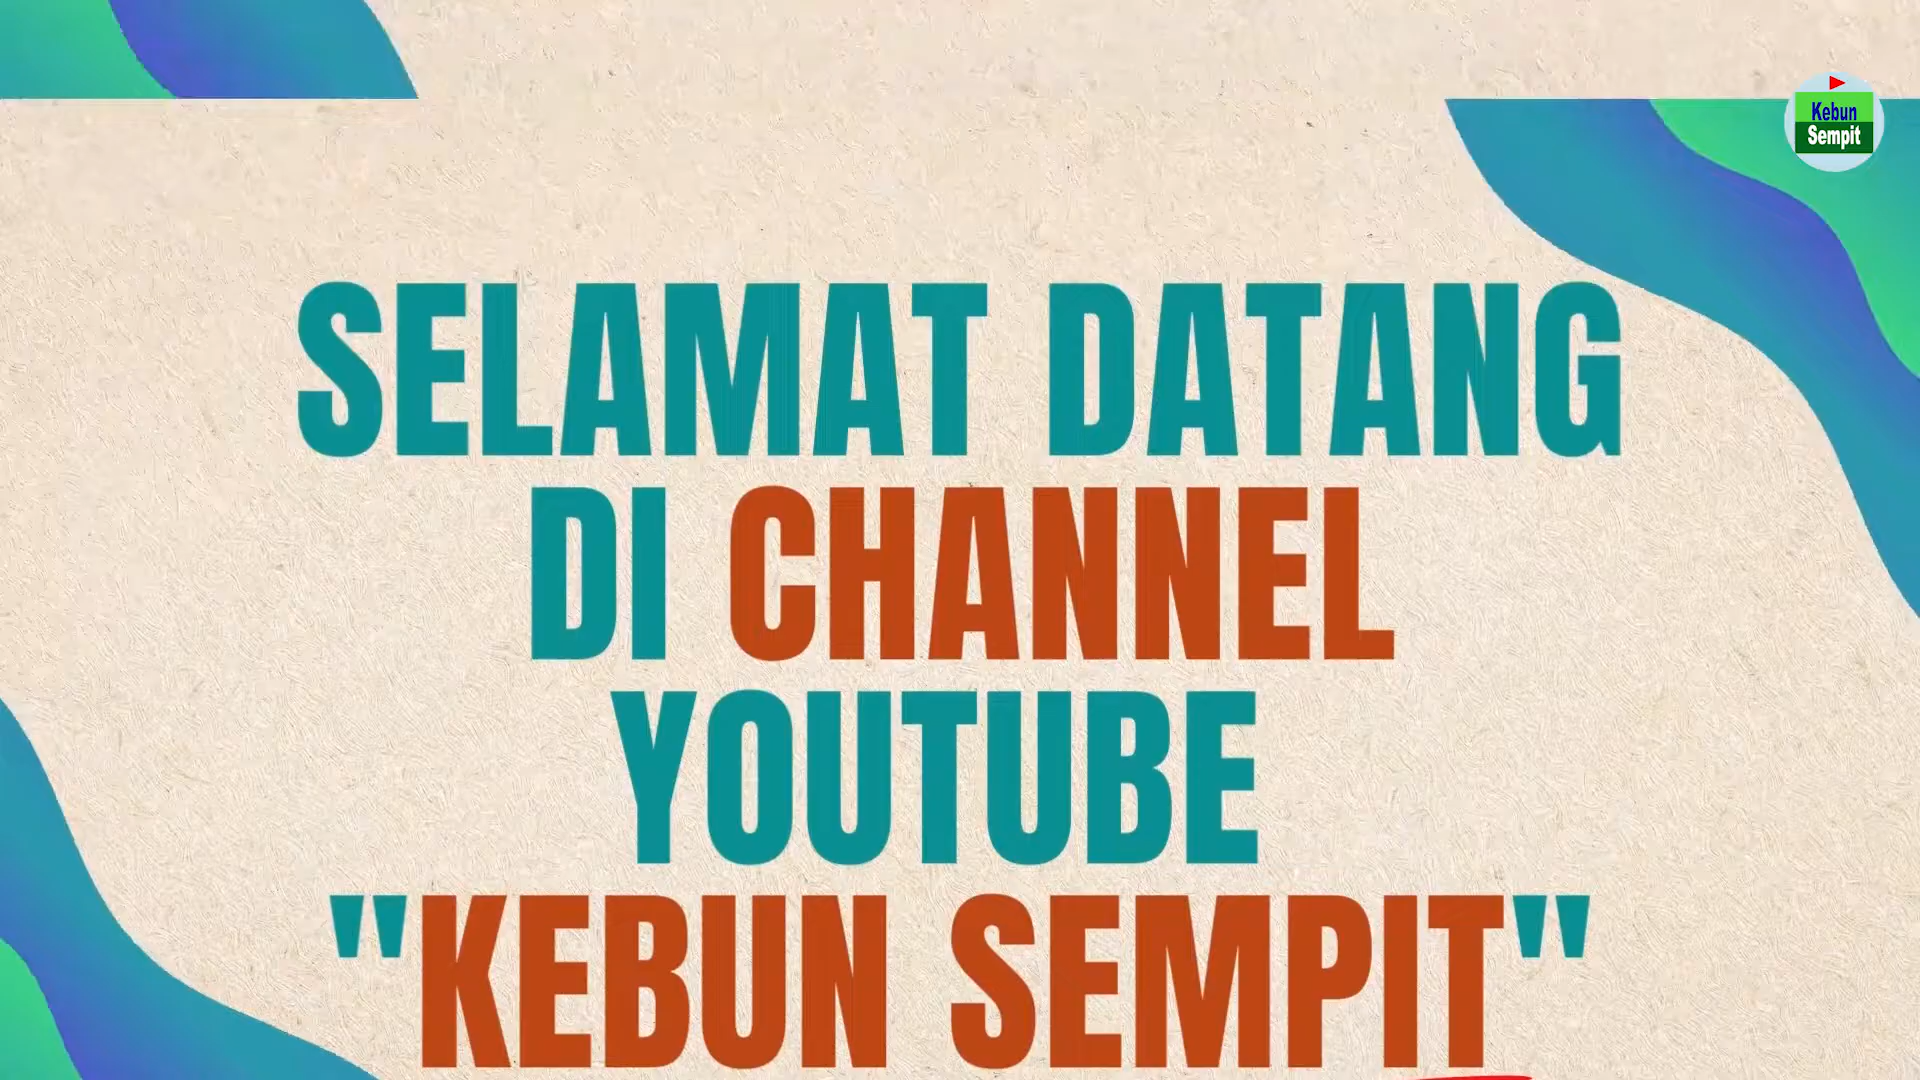 Kebun
Sempit
SELAMAT DATANG
DI CHANNEL
YOUTUBE
"KEBUN SEMPIT"